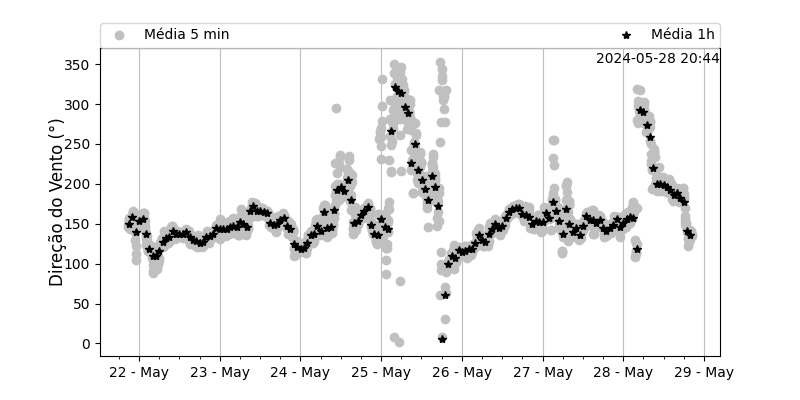 Média 5 min
Média 1h
2024-05-28 20:44
Direção do Vento (°)
350
300
250
200
150
100
50
0
22 - May
23 - May
24 - May
25 - May
26 - May
27 - May
28 - May
29 - May